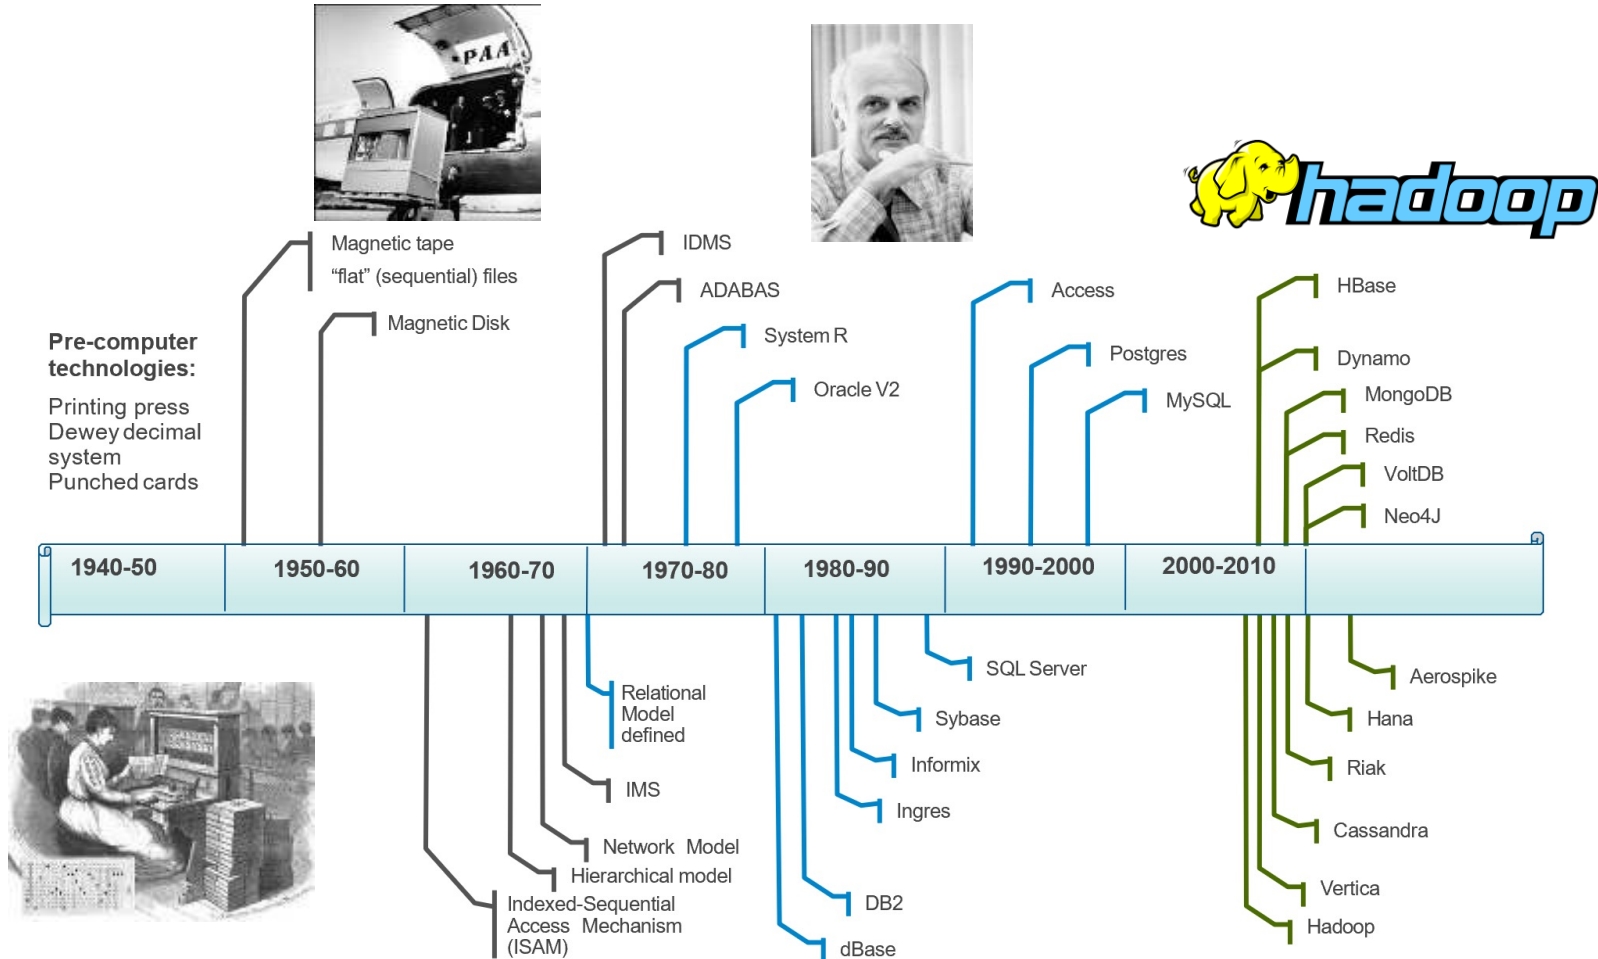 PAA
hadoop
Magnetic tape
“flat” (sequential) files
Magnetic Disk
Pre-computer
technologies:
Printing press
Dewey decimal
system
Punched cards
IDMS
ADABAS
System R
Oracle V2
Access
Postgres
MySQL
HBase
Dynamo
MongoDB
Redis
VoltDB
Neo4J
1940-50
1950-60
1960-70
1970-80
1980-90
1990-2000
2000-2010
Relational
Model
defined
IMS
Network Model
Hierarchical model
Indexed-Sequential
Access Mechanism
(ISAM)
SQL Server
Sybase
Informix
Ingres
DB2
dBase
Aerospike
Hana
Riak
Cassandra
Vertica
Hadoop